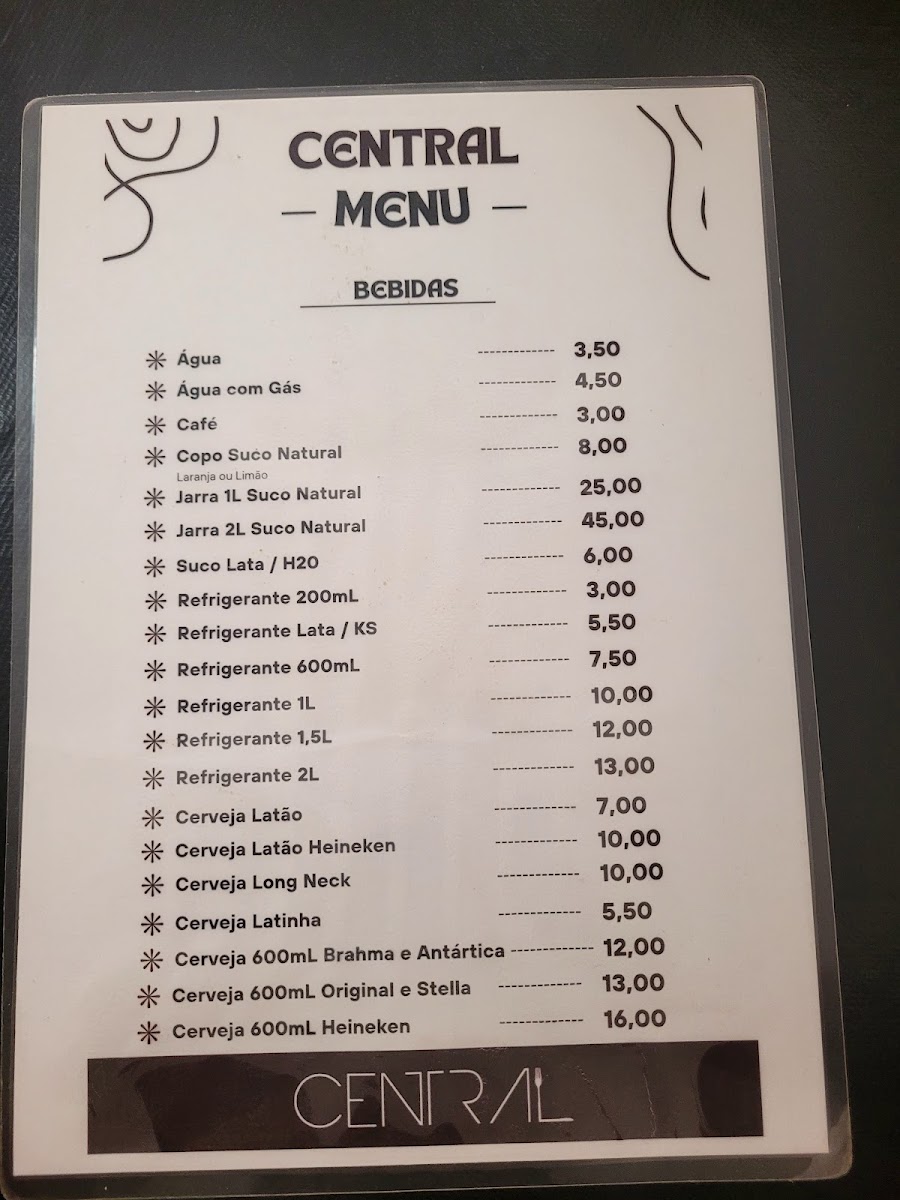 CENTRAL
— MENU —
BEBIDAS
Água ------------- 3,50
Água com Gás ------------- 4,50
Café ------------- 3,00
Copo Suco Natural ------------- 8,00
Laranja ou Limão
Jarra 1L Suco Natural ------------- 25,00
Jarra 2L Suco Natural ------------- 45,00
Suco Lata / H20 ------------- 6,00
Refrigerante 200mL ------------- 3,00
Refrigerante Lata / KS ------------- 5,50
Refrigerante 600mL ------------- 7,50
Refrigerante 1L ------------- 10,00
Refrigerante 1,5L ------------- 12,00
Refrigerante 2L ------------- 13,00
Cerveja Latão ------------- 7,00
Cerveja Latão Heineken ------------- 10,00
Cerveja Long Neck ------------- 10,00
Cerveja Latinha ------------- 5,50
Cerveja 600mL Brahma e Antártica ------------- 12,00
Cerveja 600mL Original e Stella ------------- 13,00
Cerveja 600mL Heineken ------------- 16,00
CENTRAL